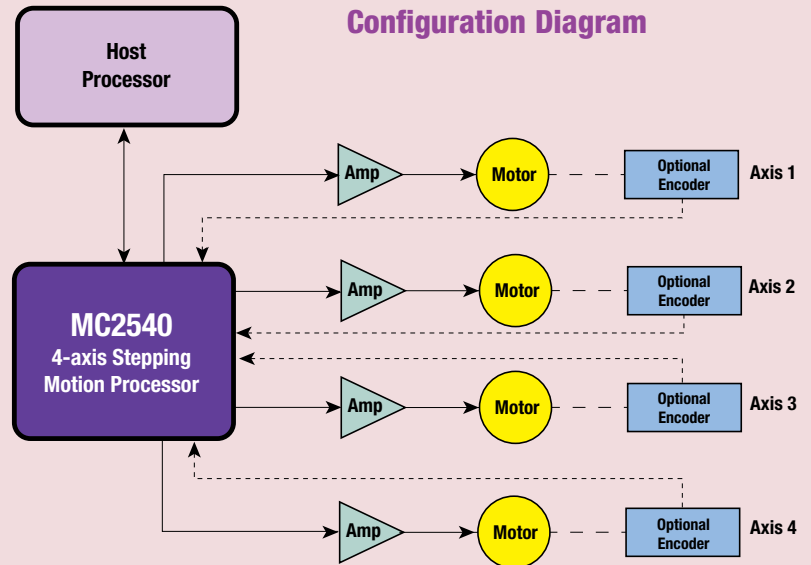 Configuration Diagram
Host
Processor
Amp
Motor
Optional
Encoder
Axis 1
Amp
Motor
Optional
Encoder
Axis 2
MC2540
4-axis Stepping
Motion Processor
Amp
Motor
Optional
Encoder
Axis 3
Amp
Motor
Optional
Encoder
Axis 4